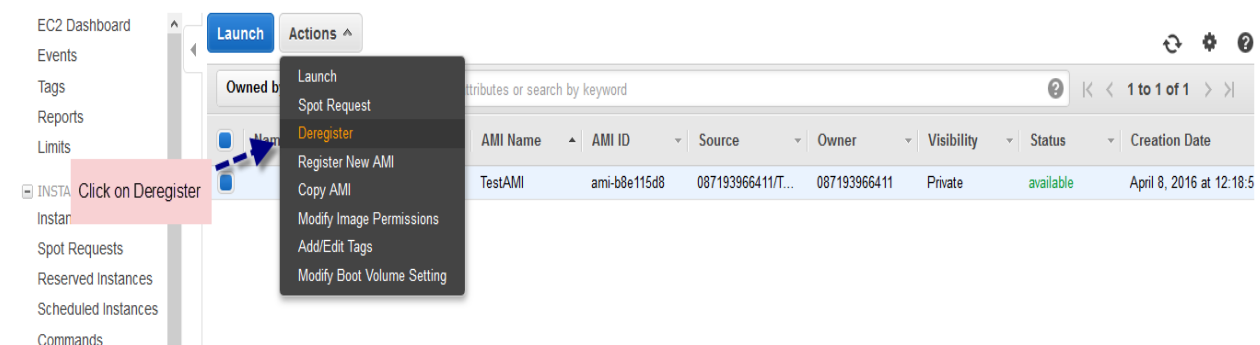 EC2 Dashboard
Events
Tags
Reports
Limits
INSTA
Instan
Spot Requests
Reserved Instances
Scheduled Instances
Commands
Click on Deregister
Launch Actions
Launch
Spot Request
Deregister
Register New AMI
Copy AMI
Modify Image Permissions
Add/Edit Tags
Modify Boot Volume Setting
Owned b ttributes or search by keyword 1 to 1 of 1
Nam AMI Name AMI ID Source Owner Visibility Status Creation Date
TestAMI ami-b8e115d8 087193966411/T... 087193966411 Private available April 8, 2016 at 12:18:5